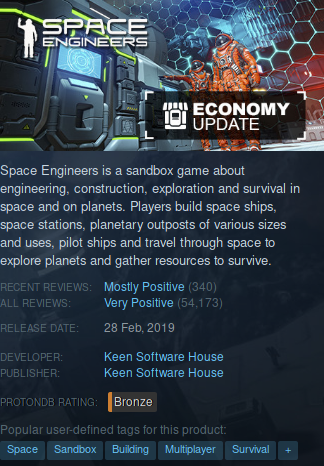 SPACE
ENGINEERS
ECONOMY
UPDATE
Space Engineers is a sandbox game about
engineering, construction, exploration and survival in
space and on planets. Players build space ships,
space stations, planetary outposts of various sizes
and uses, pilot ships and travel through space to
explore planets and gather resources to survive.
RECENT REVIEWS: Mostly Positive (340)
ALL REVIEWS: Very Positive (54,173)
RELEASE DATE: 28 Feb, 2019
DEVELOPER: Keen Software House
PUBLISHER: Keen Software House
PROTONDB RATING: Bronze
Popular user-defined tags for this product:
Space Sandbox Building Multiplayer Survival +